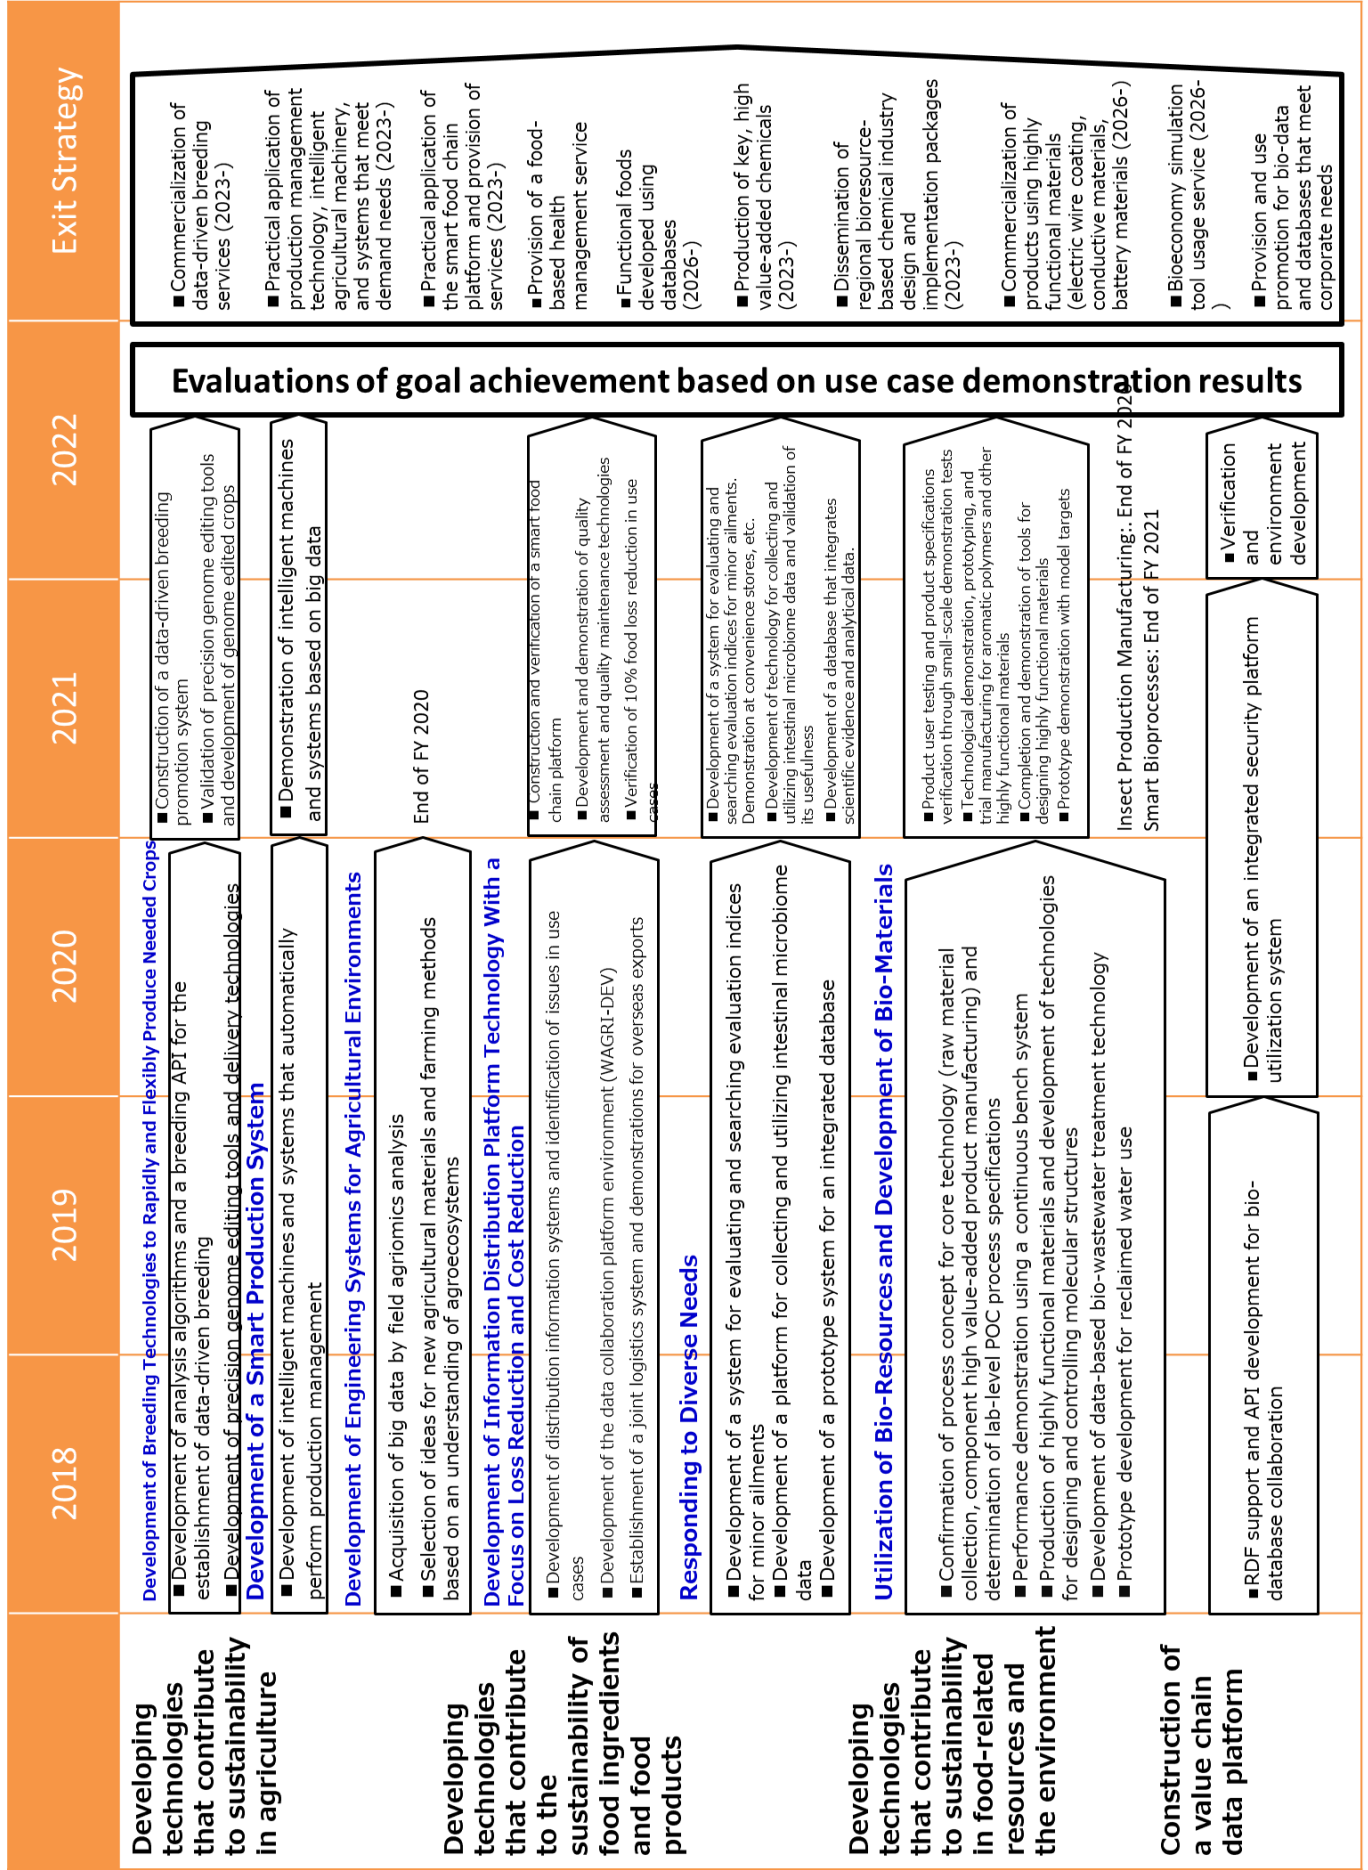 2018
2019
2020
2021
2022
Exit Strategy
Developing
technologies
that contribute
to sustainability
in agriculture
Development of Breeding Technologies to Rapidly and Flexibly Produce Needed Crops
■Development of analysis algorithms and a breeding API for the
establishment of data-driven breeding
■Development of precision genome editing tools and delivery technologies
■Construction of a data-driven breeding
promotion system
■Validation of precision genome editing tools
and development of genome edited crops
Development of a Smart Production System
■Development of intelligent machines and systems that automatically
perform production management
■Demonstration of intelligent machines
and systems based on big data
Development of Engineering Systems for Agricultural Environments
■Acquisition of big data by field agriomics analysis
■Selection of ideas for new agricultural materials and farming methods
based on an understanding of agroecosystems
End of FY 2020
Developing
technologies
that contribute
to the
sustainability of
food ingredients
and food
products
Development of Information Distribution Platform Technology With a
Focus on Loss Reduction and Cost Reduction
■Development of distribution information systems and identification of issues in use
cases
■Development of the data collaboration platform environment (WAGRI-DEV)
■Establishment of a joint logistics system and demonstrations for overseas exports
■Construction and verification of a smart food
chain platform
■Development and demonstration of quality
assessment and quality maintenance technologies
■Verification of 10% food loss reduction in use
cases
Responding to Diverse Needs
■Development of a system for evaluating and searching evaluation indices
for minor ailments
■Development of a platform for collecting and utilizing intestinal microbiome
data
■Development of a prototype system for an integrated database
■Development of a system for evaluating and
searching evaluation indices for minor ailments.
Demonstration at convenience stores, etc.
■Development of technology for collecting and
utilizing intestinal microbiome data and validation of
its usefulness
■Development of a database that integrates
scientific evidence and analytical data.
Developing
technologies
that contribute
to sustainability
in food-related
resources and
the environment
Utilization of Bio-Resources and Development of Bio-Materials
■Confirmation of process concept for core technology (raw material
collection, component high value-added product manufacturing) and
determination of lab-level POC process specifications
■Performance demonstration using a continuous bench system
■Production of highly functional materials and development of technologies
for designing and controlling molecular structures
■Development of data-based bio-wastewater treatment technology
■Prototype development for reclaimed water use
■Product user testing and product specifications
verification through small-scale demonstration tests
■Technological demonstration, prototyping, and
trial manufacturing for aromatic polymers and other
highly functional materials
■Completion and demonstration of tools for
designing highly functional materials
■Prototype demonstration with model targets
Insect Production Manufacturing:. End of FY 2020
Smart Bioprocesses: End of FY 2021
Construction of
a value chain
data platform
■RDF support and API development for bio-
database collaboration
■Development of an integrated security platform
utilization system
■Verification
and
environment
development
Evaluations of goal achievement based on use case demonstration results
■Commercialization of
data-driven breeding
services (2023-)
■Practical application of
production management
technology, intelligent
agricultural machinery,
and systems that meet
demand needs (2023-)
■Practical application of
the smart food chain
platform and provision of
services (2023-)
■Provision of a food-
based health
management service
■Functional foods
developed using
databases
(2026-)
■Production of key, high
value-added chemicals
(2023-)
■Dissemination of
regional bioresource-
based chemical industry
design and
implementation packages
(2023-)
■Commercialization of
products using highly
functional materials
(electric wire coating,
conductive materials,
battery materials (2026-)
■Bioeconomy simulation
tool usage service (2026-
)
■Provision and use
promotion for bio-data
and databases that meet
corporate needs